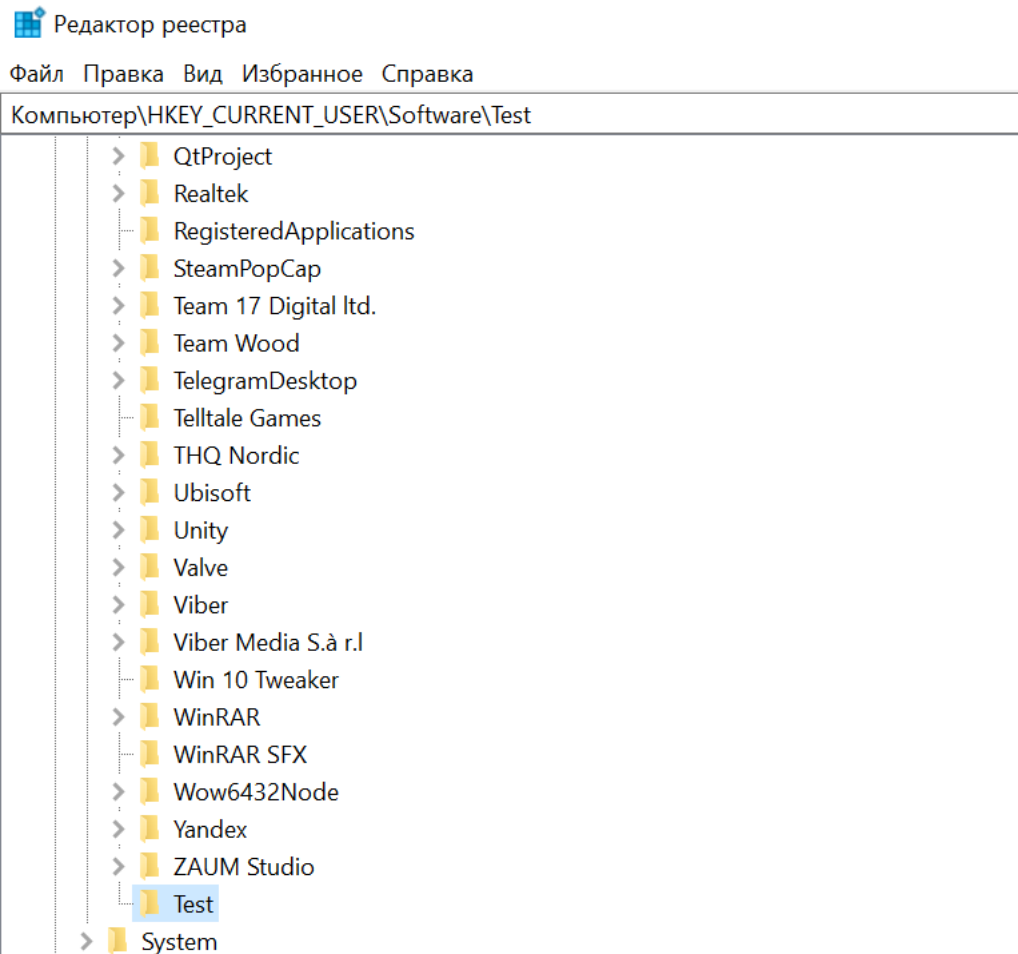 Редактор реестра
Файл Правка Вид Избранное Справка
Компьютер\HKEY_CURRENT_USER\Software\Test
QtProject
Realtek
RegisteredApplications
SteamPopCap
Team 17 Digital ltd.
Team Wood
TelegramDesktop
Telltale Games
THQ Nordic
Ubisoft
Unity
Valve
Viber
Viber Media S.à r.l
Win 10 Tweaker
WinRAR
WinRAR SFX
Wow6432Node
Yandex
ZAUM Studio
Test
System